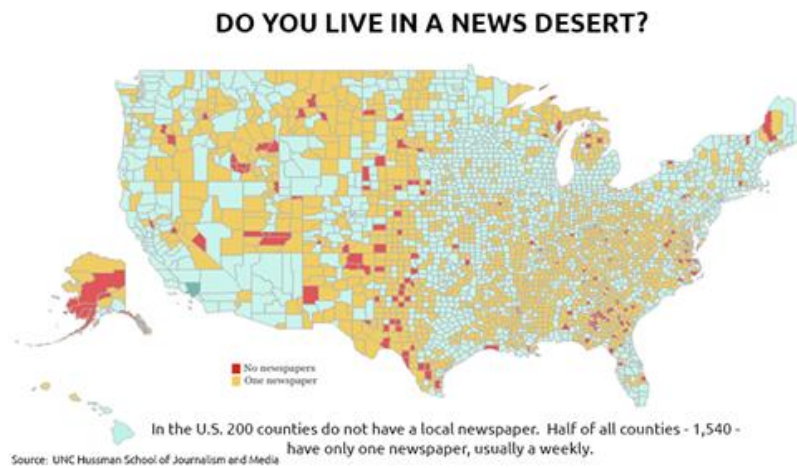 DO YOU LIVE IN A NEWS DESERT?
No newspapers
One newspaper
In the U.S. 200 counties do not have a local newspaper. Half of all counties - 1,540 -
have only one newspaper, usually a weekly.
Source: UNC Hussman School of Journalism and Media